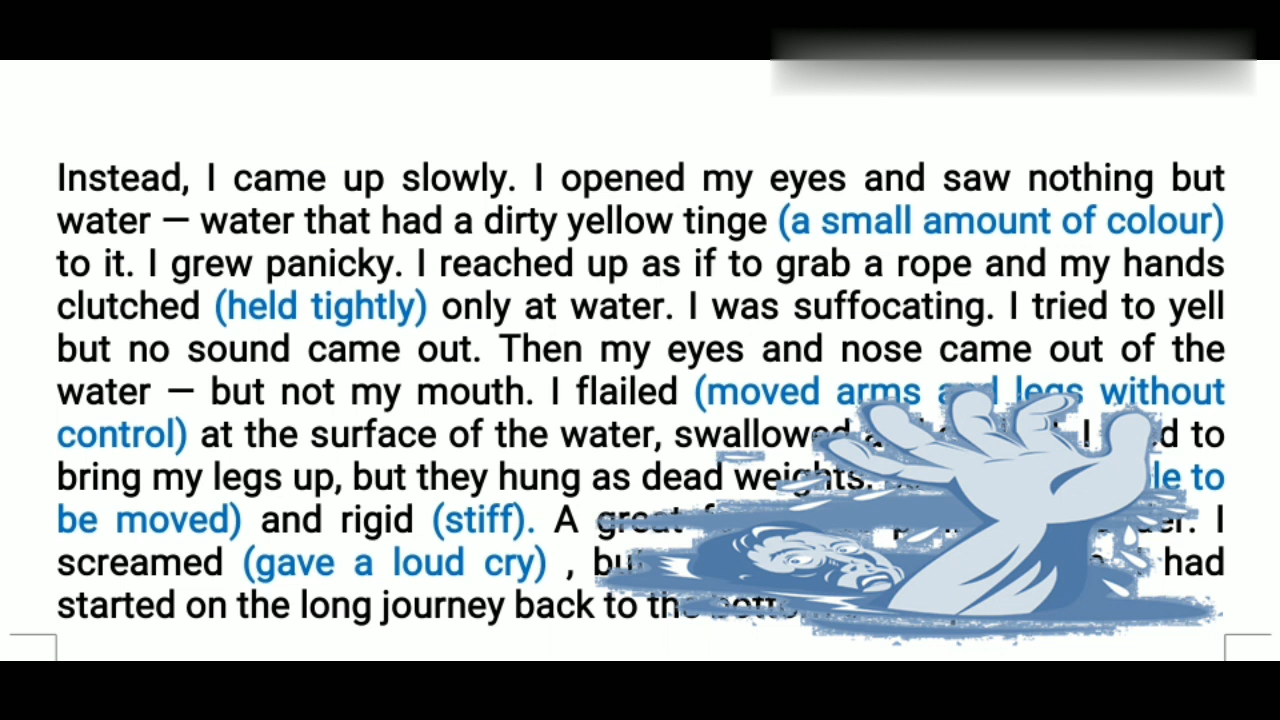 Instead, I came up slowly. I opened my eyes and saw nothing but
water — water that had a dirty yellow tinge (a small amount of colour)
to it. I grew panicky. I reached up as if to grab a rope and my hands
clutched (held tightly) only at water. I was suffocating. I tried to yell
but no sound came out. Then my eyes and nose came out of the
water — but not my mouth. I flailed (moved arms and legs without
control) at the surface of the water, swallowed I to
bring my legs up, but they hung as dead weights. to
be moved) and rigid (stiff). A great I
screamed (gave a loud cry) , had
started on the long journey back to the bottom